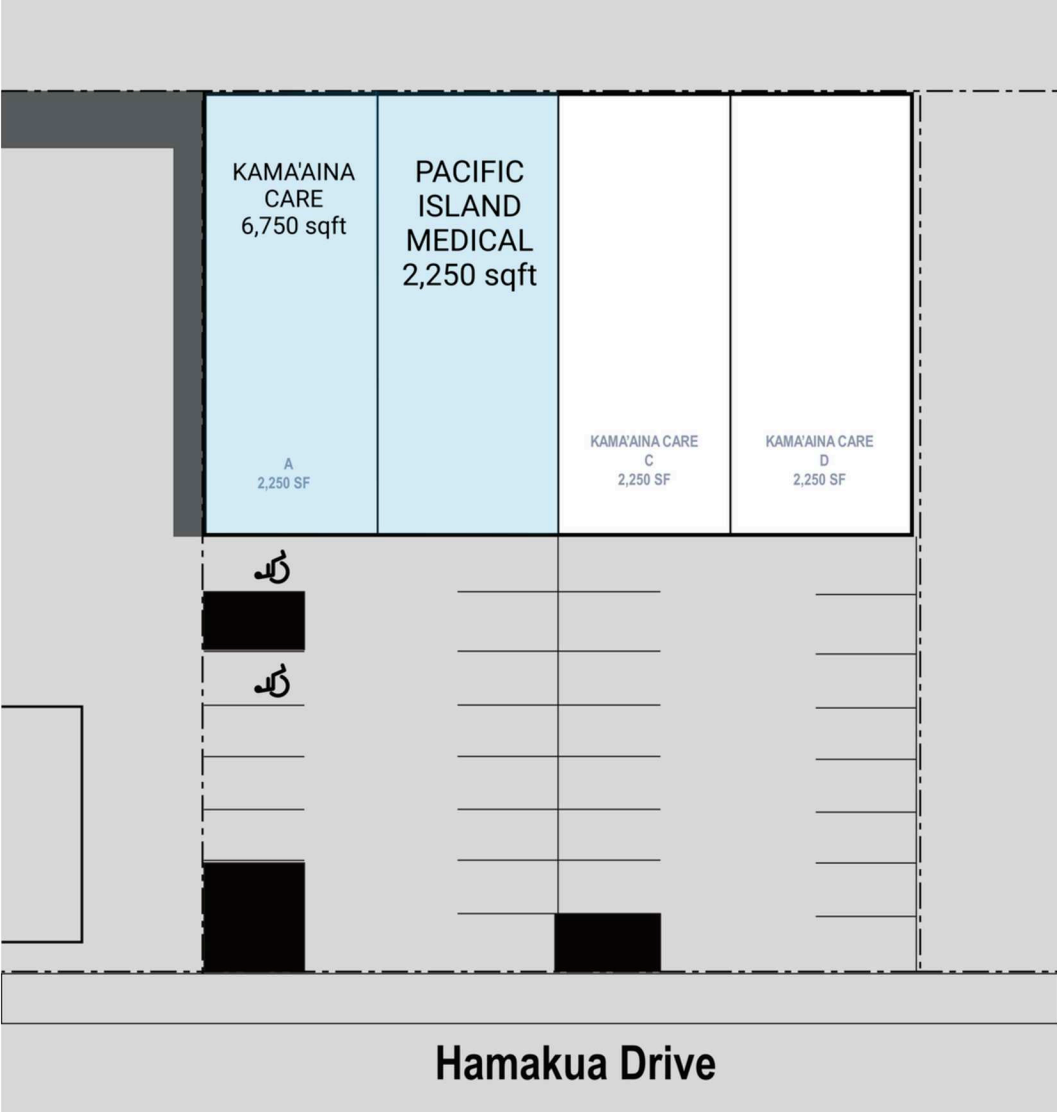 KAMA'AINA
CARE
6,750 sqft
PACIFIC
ISLAND
MEDICAL
2,250 sqft
A
2,250 SF
KAMA'AINA CARE
C
2,250 SF
KAMA'AINA CARE
D
2,250 SF
Hamakua Drive